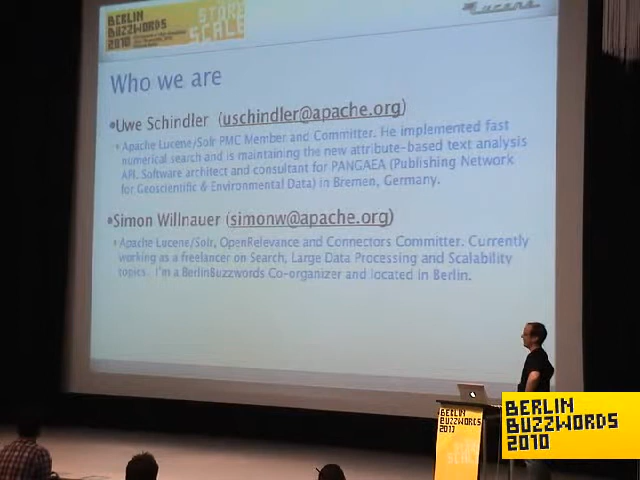 BERLIN
BUZZWORDS
2010
STORE
SCALE
Lucene
Who we are
•Uwe Schindler (uschindler@apache.org)
• Apache Lucene/Solr PMC Member and Committer. He implemented fast
numerical search and is maintaining the new attribute-based text analysis
API. Software architect and consultant for PANGAEA (Publishing Network
for Geoscientific & Environmental Data) in Bremen, Germany.
•Simon Willnauer (simonw@apache.org)
• Apache Lucene/Solr, OpenRelevance and Connectors Committer. Currently
working as a freelancer on Search, Large Data Processing and Scalability
topics. I'm a BerlinBuzzwords Co-organizer and located in Berlin.
BERLIN
BUZZWORDS
BERLIN
BUZZWORDS
2010